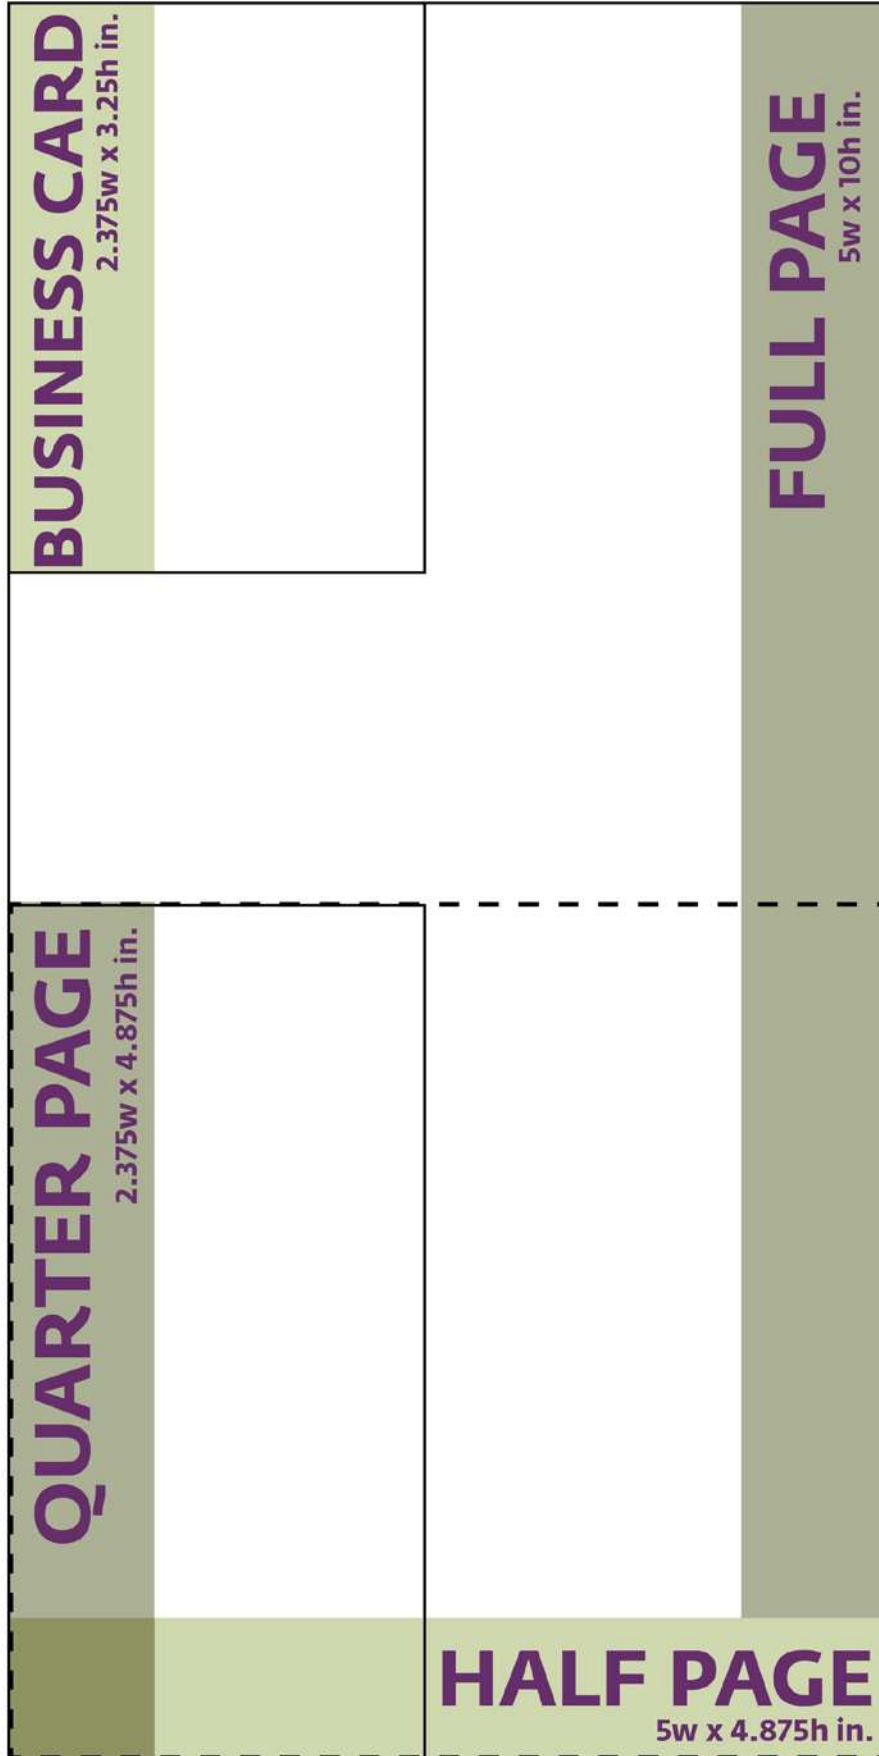 BUSINESS CARD
2.375w x 3.25h in.
FULL PAGE
5w x 10h in.
QUARTER PAGE
2.375w x 4.875h in.
HALF PAGE
5w x 4.875h in.